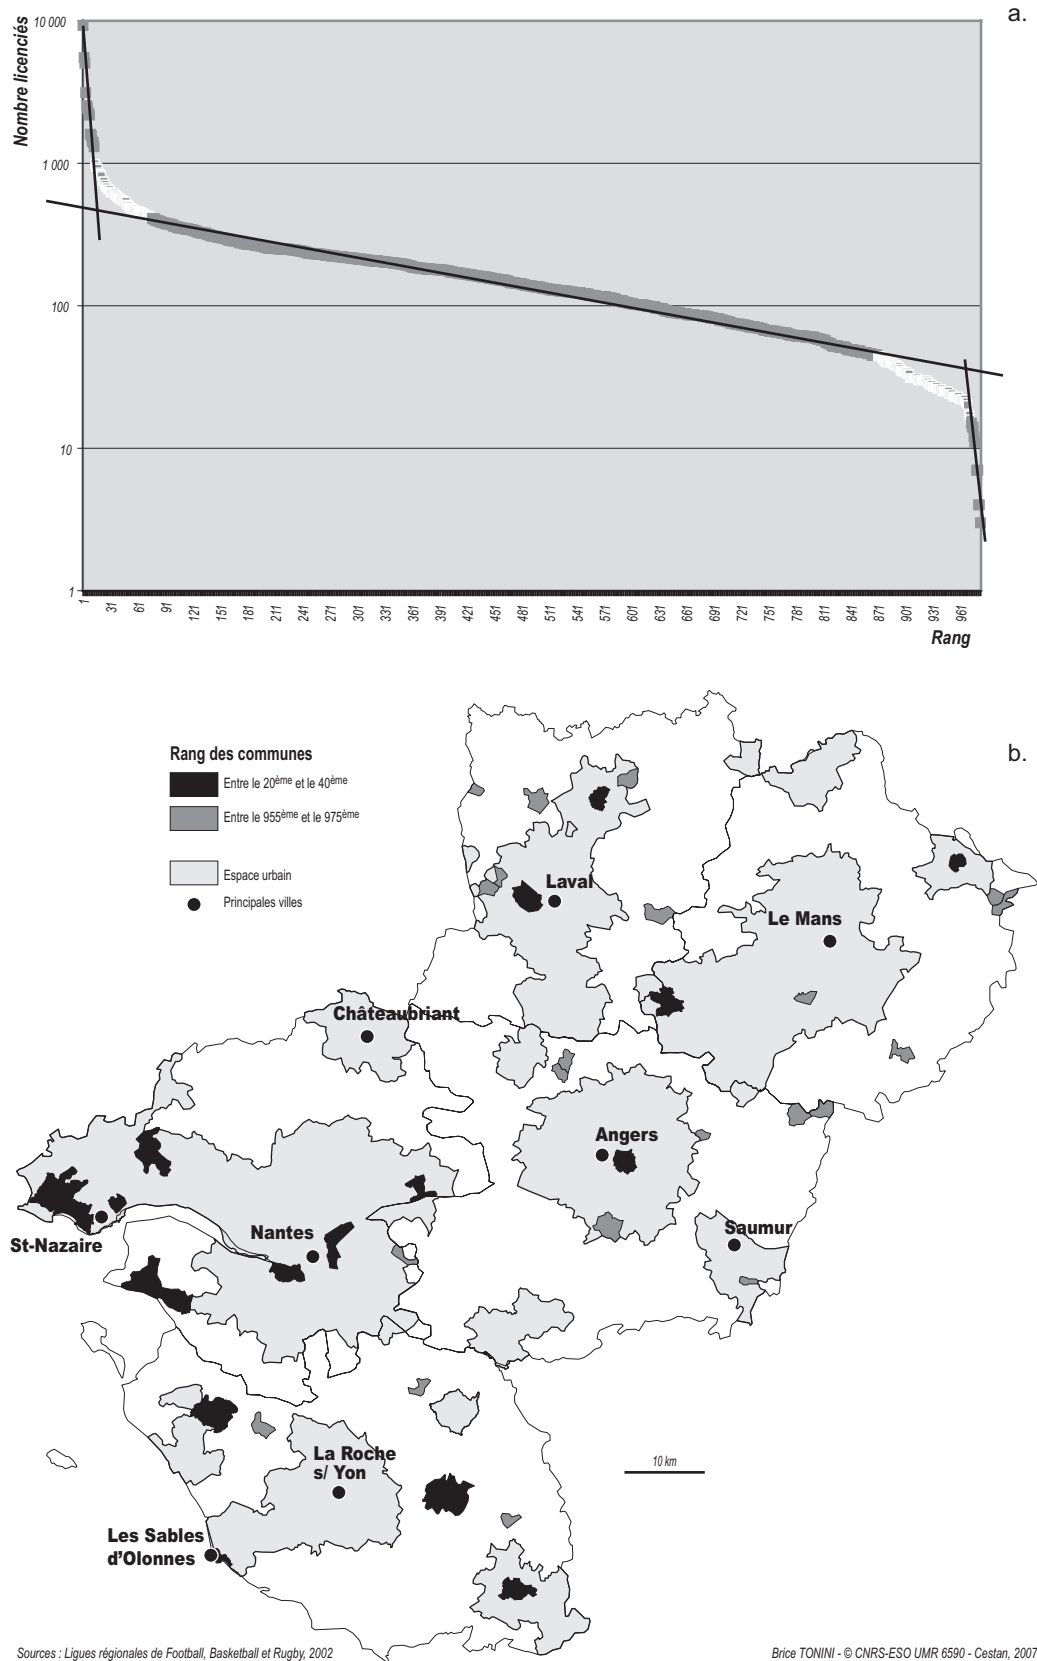 a.
Nombre licenciés
10 000
1 000
100
10
1
1 31 61 91 121 151 181 211 241 271 301 331 361 391 421 451 481 511 541 571 601 631 661 691 721 751 781 811 841 871 901 931 961
Rang
b.
Rang des communes
Entre le 20ème et le 40ème
Entre le 955ème et le 975ème
Espace urbain
Principales villes
Laval
Le Mans
Châteaubriant
Angers
Nantes
Saumur
St-Nazaire
La Roche
s/ Yon
10 km
Les Sables
d'Olonnes
Sources : Ligues régionales de Football, Basketball et Rugby, 2002
Brice TONINI - © CNRS-ESO UMR 6590 - Cestan, 2007